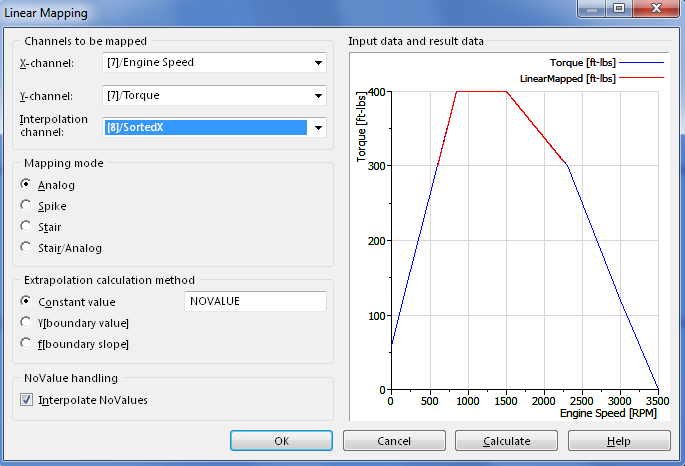 Linear Mapping
Channels to be mapped
X-channel: [7]/Engine Speed
Y-channel: [7]/Torque
Interpolation
channel: [8]/SortedX
Mapping mode
Analog
Spike
Stair
Stair/Analog
Extrapolation calculation method
Constant value NOVALUE
Y[boundary value]
f[boundary slope]
NoValue handling
Interpolate NoValues
Input data and result data
Torque [ft-lbs]
LinearMapped [ft-lbs]
Torque [ft-lbs]
400
300
200
100
0
0 500 1000 1500 2000 2500 3000 3500
Engine Speed [RPM]
OK Cancel Calculate Help